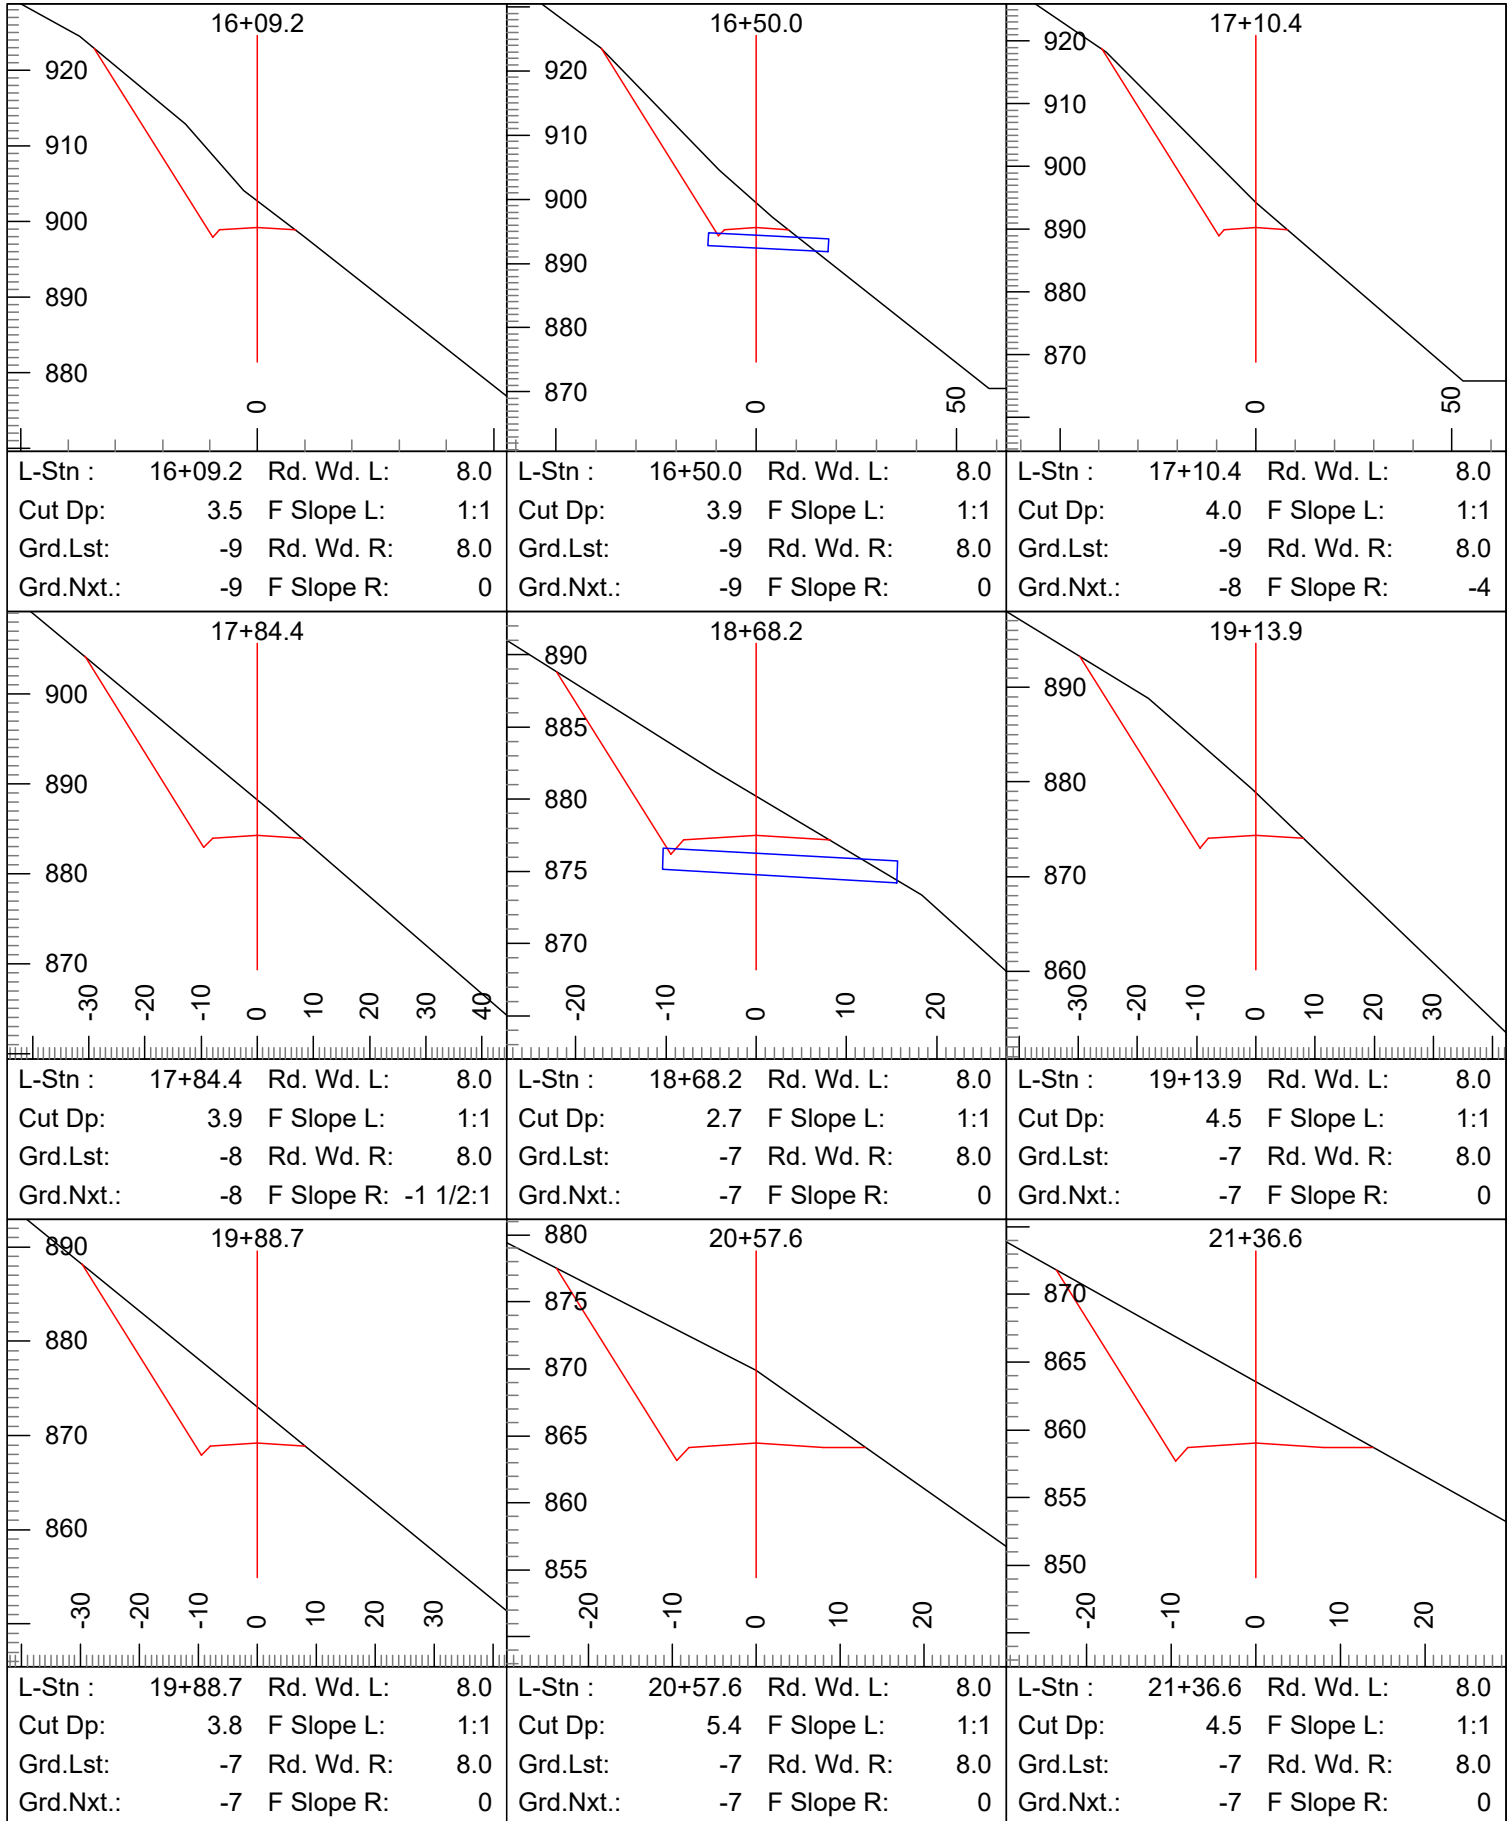 16+09.2
920
910
900
890
880
0
L-Stn : 16+09.2 Rd. Wd. L: 8.0
Cut Dp: 3.5 F Slope L: 1:1
Grd.Lst: -9 Rd. Wd. R: 8.0
Grd.Nxt.: -9 F Slope R: 0
16+50.0
920
910
900
890
880
870
0 50
L-Stn : 16+50.0 Rd. Wd. L: 8.0
Cut Dp: 3.9 F Slope L: 1:1
Grd.Lst: -9 Rd. Wd. R: 8.0
Grd.Nxt.: -9 F Slope R: 0
17+10.4
920
910
900
890
880
870
0 50
L-Stn : 17+10.4 Rd. Wd. L: 8.0
Cut Dp: 4.0 F Slope L: 1:1
Grd.Lst: -9 Rd. Wd. R: 8.0
Grd.Nxt.: -8 F Slope R: -4
17+84.4
900
890
880
870
-30 -20 -10 0 10 20 30 40
L-Stn : 17+84.4 Rd. Wd. L: 8.0
Cut Dp: 3.9 F Slope L: 1:1
Grd.Lst: -8 Rd. Wd. R: 8.0
Grd.Nxt.: -8 F Slope R: -1 1/2:1
18+68.2
890
885
880
875
870
-20 -10 0 10 20
L-Stn : 18+68.2 Rd. Wd. L: 8.0
Cut Dp: 2.7 F Slope L: 1:1
Grd.Lst: -7 Rd. Wd. R: 8.0
Grd.Nxt.: -7 F Slope R: 0
19+13.9
890
880
870
860
-30 -20 -10 0 10 20 30
L-Stn : 19+13.9 Rd. Wd. L: 8.0
Cut Dp: 4.5 F Slope L: 1:1
Grd.Lst: -7 Rd. Wd. R: 8.0
Grd.Nxt.: -7 F Slope R: 0
19+88.7
890
880
870
860
-30 -20 -10 0 10 20 30
L-Stn : 19+88.7 Rd. Wd. L: 8.0
Cut Dp: 3.8 F Slope L: 1:1
Grd.Lst: -7 Rd. Wd. R: 8.0
Grd.Nxt.: -7 F Slope R: 0
20+57.6
880
875
870
865
860
855
-20 -10 0 10 20
L-Stn : 20+57.6 Rd. Wd. L: 8.0
Cut Dp: 5.4 F Slope L: 1:1
Grd.Lst: -7 Rd. Wd. R: 8.0
Grd.Nxt.: -7 F Slope R: 0
21+36.6
870
865
860
855
850
-20 -10 0 10 20
L-Stn : 21+36.6 Rd. Wd. L: 8.0
Cut Dp: 4.5 F Slope L: 1:1
Grd.Lst: -7 Rd. Wd. R: 8.0
Grd.Nxt.: -7 F Slope R: 0